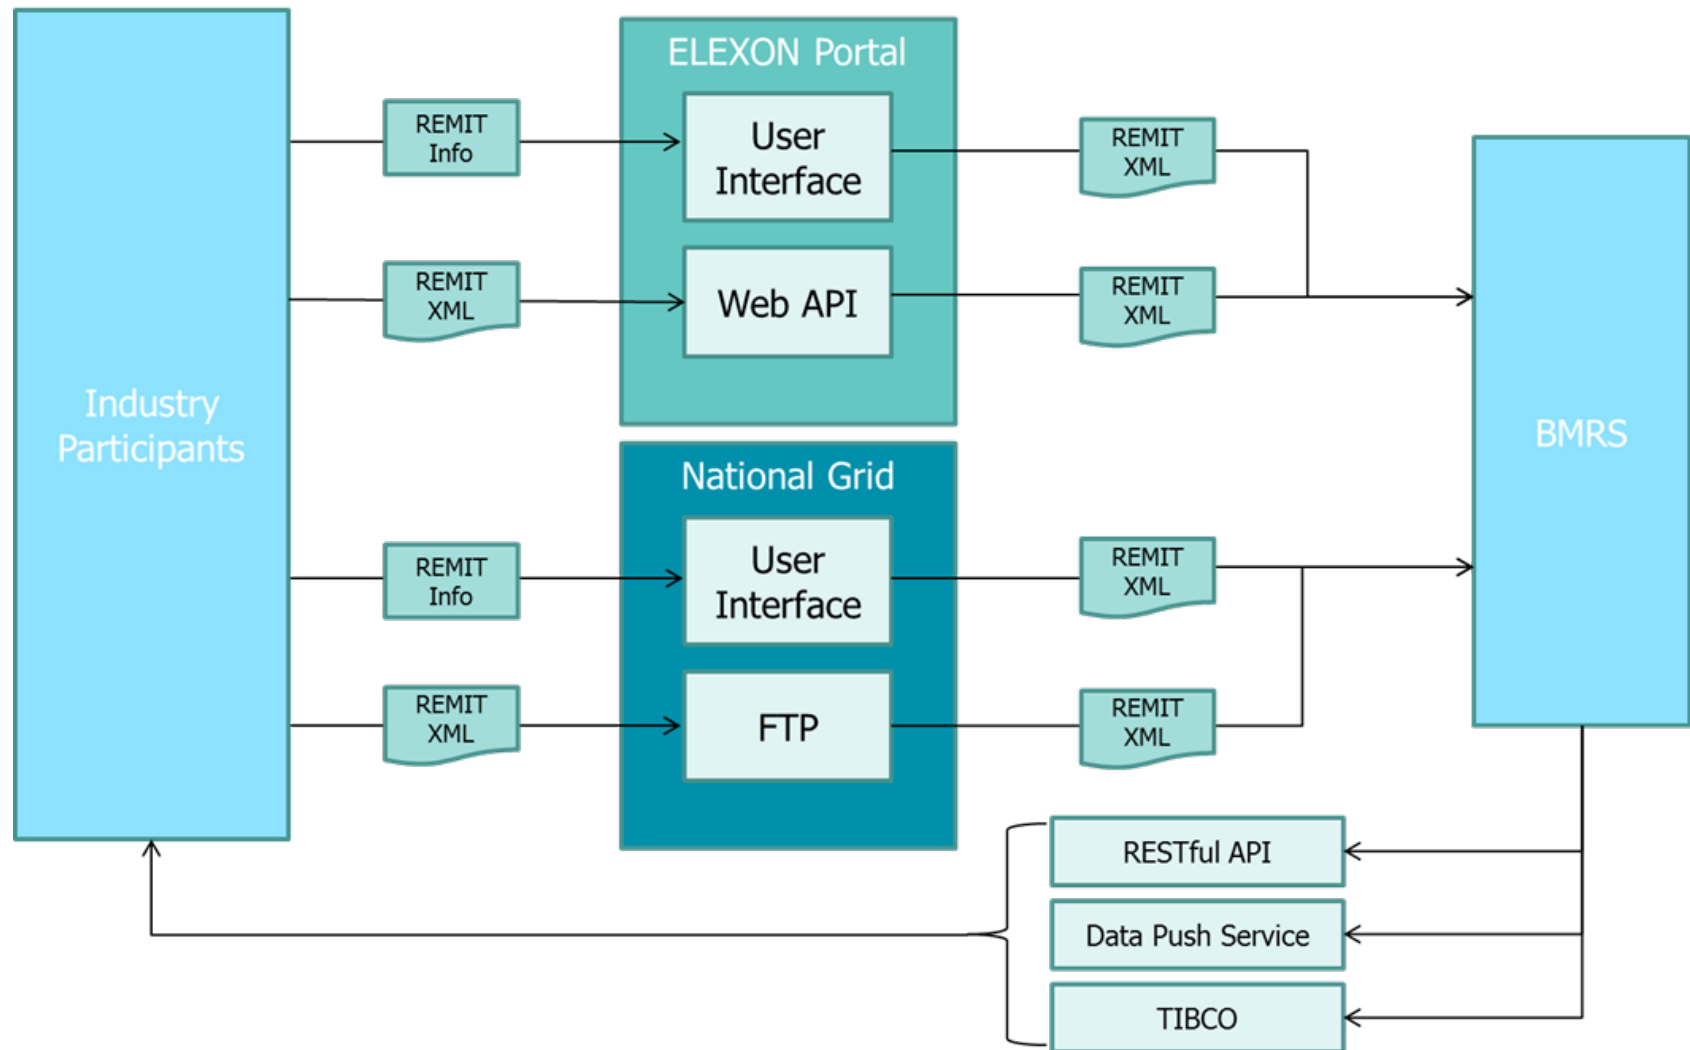 ELEXON Portal
REMIT
Info
User
Interface
REMIT
XML
REMIT
XML
Web API
REMIT
XML
Industry
Participants
BMRS
National Grid
REMIT
Info
User
Interface
REMIT
XML
REMIT
XML
FTP
REMIT
XML
RESTful API
Data Push Service
TIBCO